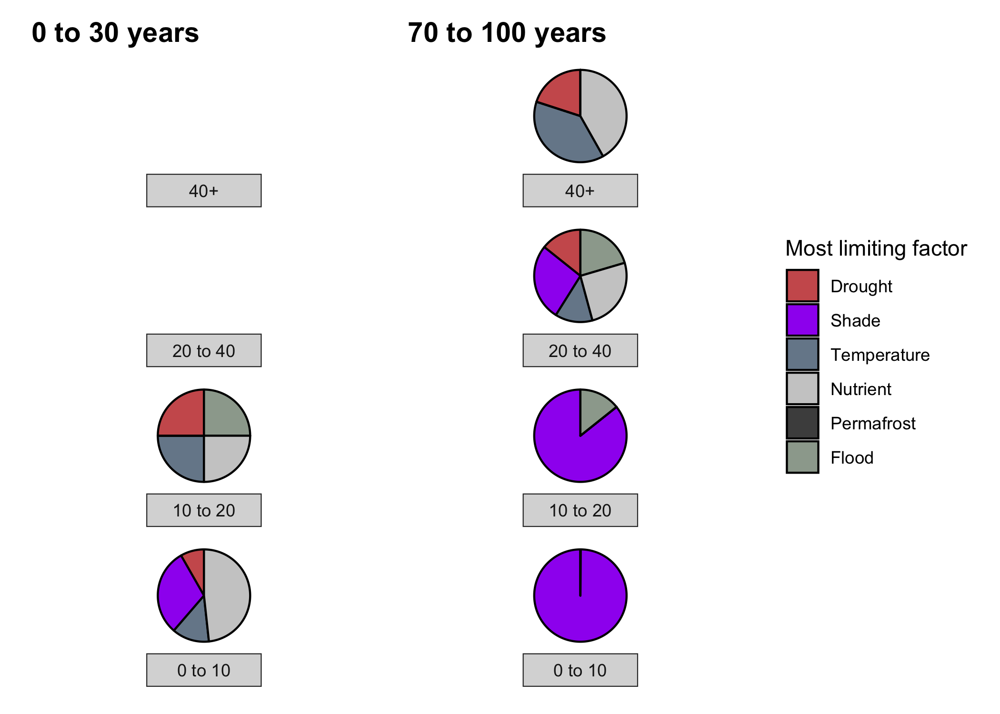 0 to 30 years
70 to 100 years
40+
40+
20 to 40
20 to 40
Most limiting factor
Drought
Shade
Temperature
Nutrient
Permafrost
Flood
10 to 20
10 to 20
0 to 10
0 to 10